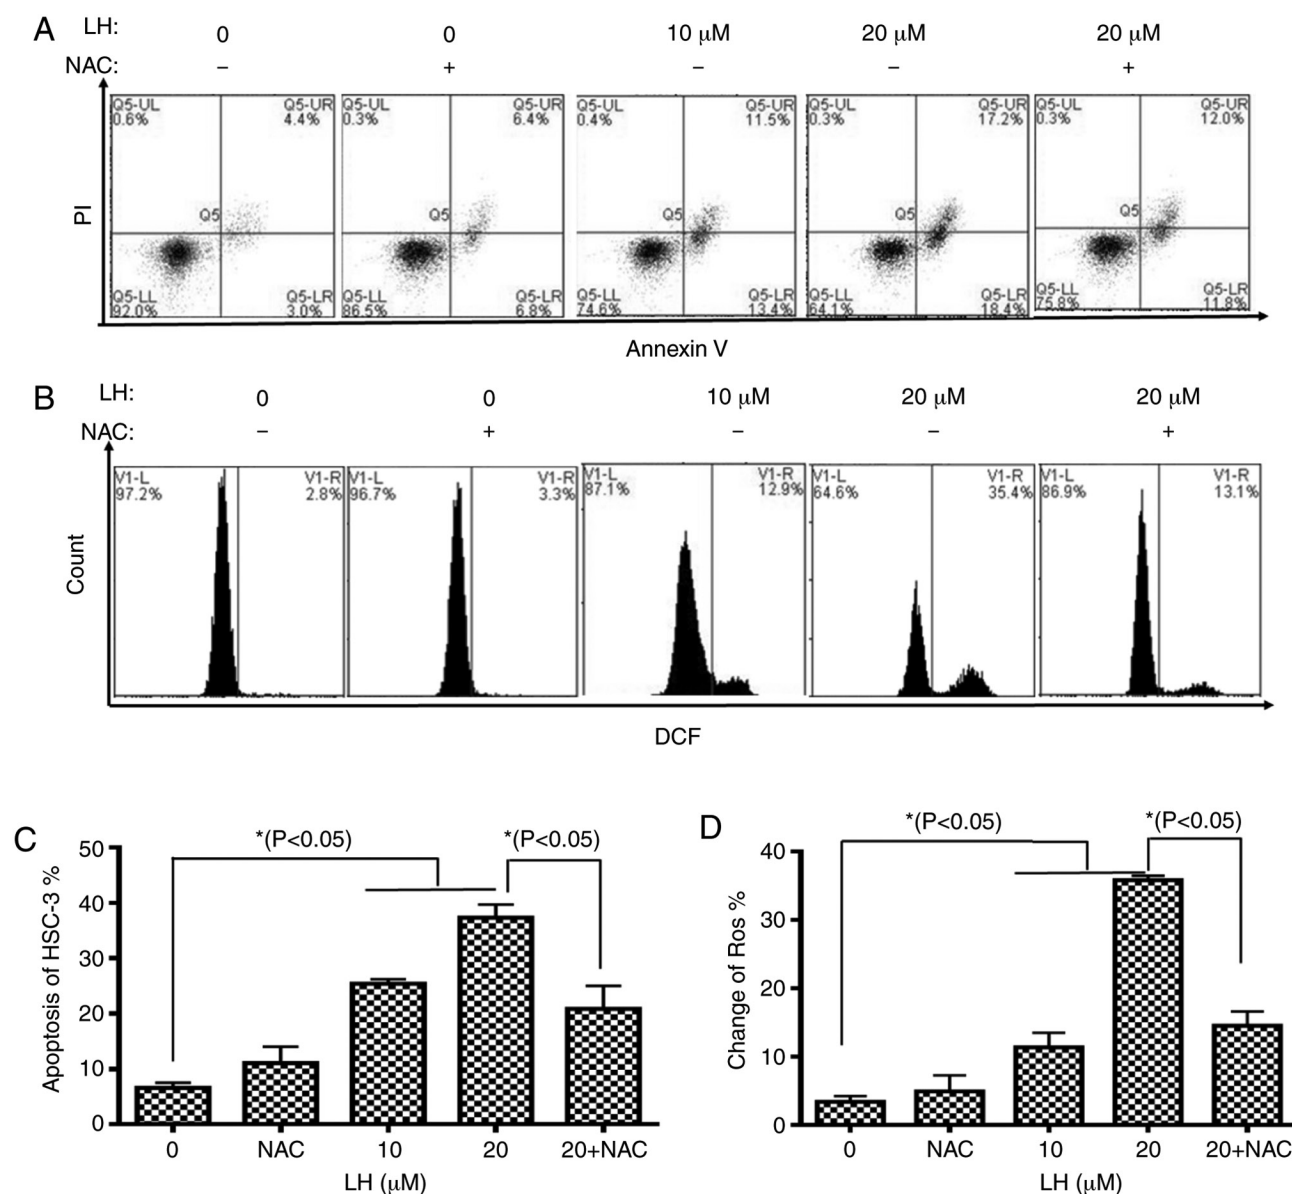 A
LH: 0 0 10 μM 20 μM 20 μM
NAC: − + − − +
Q5-UL Q5-UR Q5-UL Q5-UR Q5-UL Q5-UR Q5-UL Q5-UR Q5-UL Q5-UR
0.6% 4.4% 0.3% 6.4% 0.4% 11.5% 0.3% 17.2% 0.3% 12.0%
PI
Q5 Q5 Q5 Q5 Q5
Q5-LL Q5-LR Q5-LL Q5-LR Q5-LL Q5-LR Q5-LL Q5-LR Q5-LL Q5-LR
92.0% 3.0% 86.5% 6.8% 74.6% 13.4% 64.1% 18.4% 75.8% 11.8%
Annexin V
B
LH: 0 0 10 μM 20 μM 20 μM
NAC: − + − − +
V1-L V1-R V1-L V1-R V1-L V1-R V1-L V1-R V1-L V1-R
97.2% 2.8% 96.7% 3.3% 87.1% 12.9% 64.6% 35.4% 86.9% 13.1%
Count
DCF
C
*(P<0.05) *(P<0.05)
Apoptosis of HSC-3 %
50
40
30
20
10
0
0 NAC 10 20 20+NAC
LH (μM)
D
*(P<0.05) *(P<0.05)
Change of Ros %
40
30
20
10
0
0 NAC 10 20 20+NAC
LH (μM)